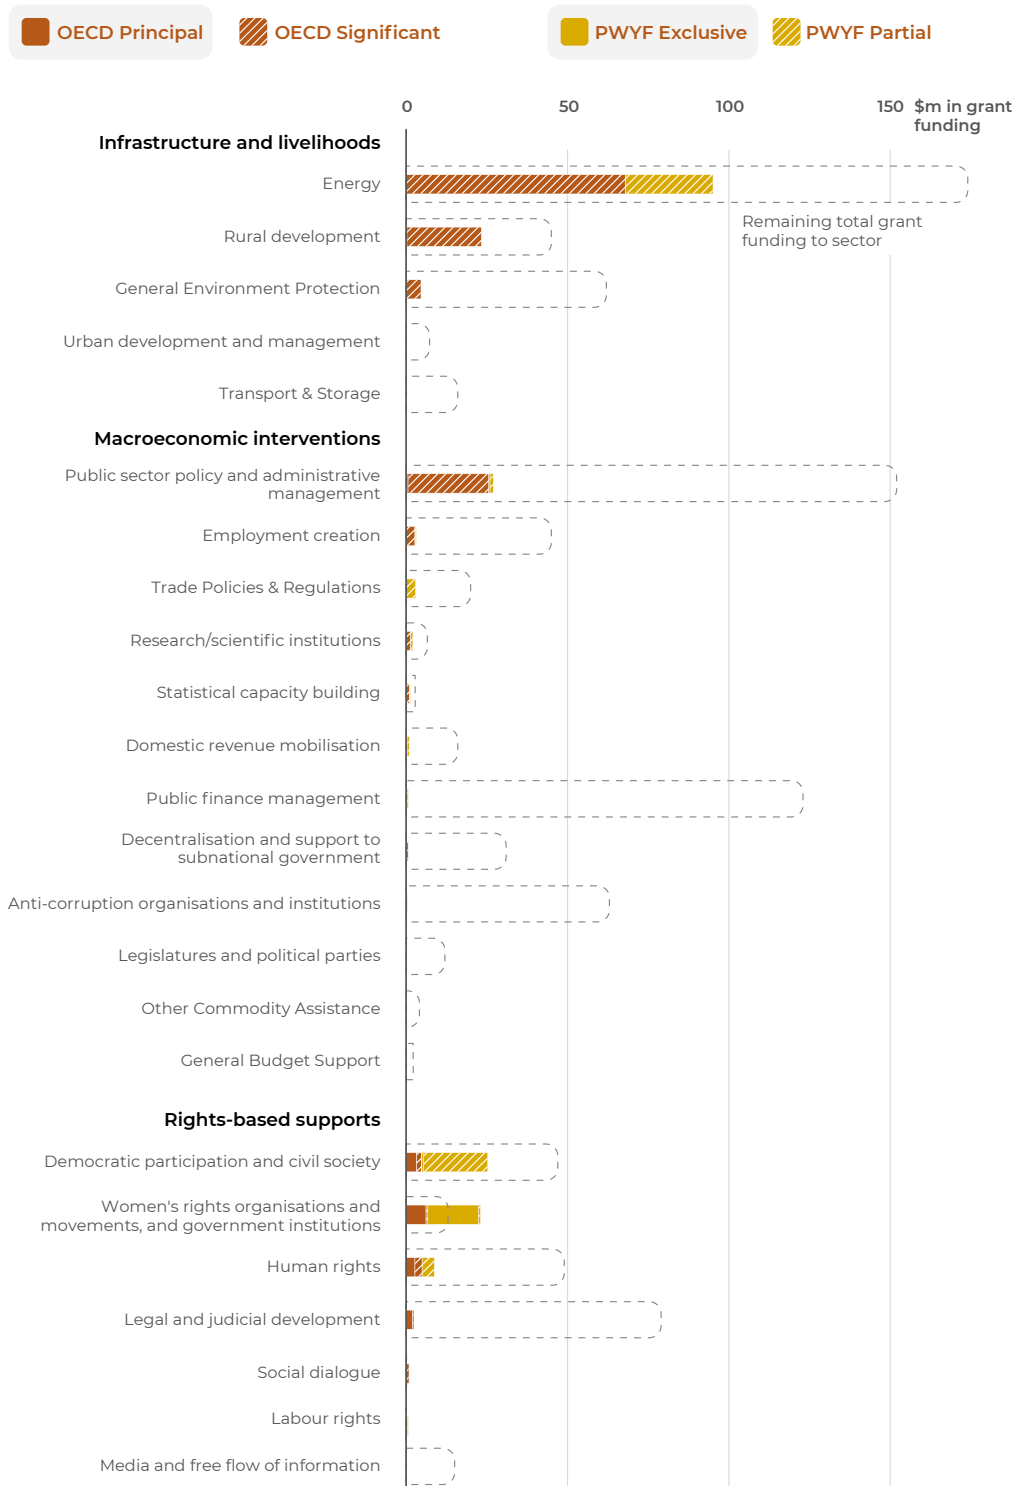 OECD Principal
OECD Significant
PWYF Exclusive
PWYF Partial
0
50
100
150
$m in grant
funding
Infrastructure and livelihoods
Energy
Remaining total grant
funding to sector
Rural development
General Environment Protection
Urban development and management
Transport & Storage
Macroeconomic interventions
Public sector policy and administrative
management
Employment creation
Trade Policies & Regulations
Research/scientific institutions
Statistical capacity building
Domestic revenue mobilisation
Public finance management
Decentralisation and support to
subnational government
Anti-corruption organisations and institutions
Legislatures and political parties
Other Commodity Assistance
General Budget Support
Rights-based supports
Democratic participation and civil society
Women's rights organisations and
movements, and government institutions
Human rights
Legal and judicial development
Social dialogue
Labour rights
Media and free flow of information